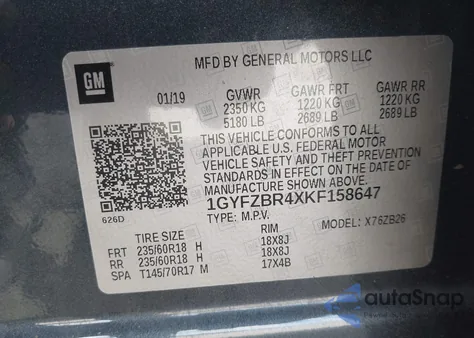 MFD BY GENERAL MOTORS LLC
GM
01/19 GVWR GAWR FRT GAWR RR
2350 KG 1220 KG 1220 KG
5180 LB 2689 LB 2689 LB
THIS VEHICLE CONFORMS TO ALL
APPLICABLE U.S. FEDERAL MOTOR
VEHICLE SAFETY AND THEFT PREVENTION
STANDARDS IN EFFECT ON THE DATE OF
MANUFACTURE SHOWN ABOVE.
626D
1GYFZBR4XKF158647
TYPE: M.P.V. MODEL: X76ZB26
TIRE SIZE RIM
FRT 235/60R18 H 18X8J
RR 235/60R18 H 18X8J
SPA T145/70R17 M 17X4B
autoSnap